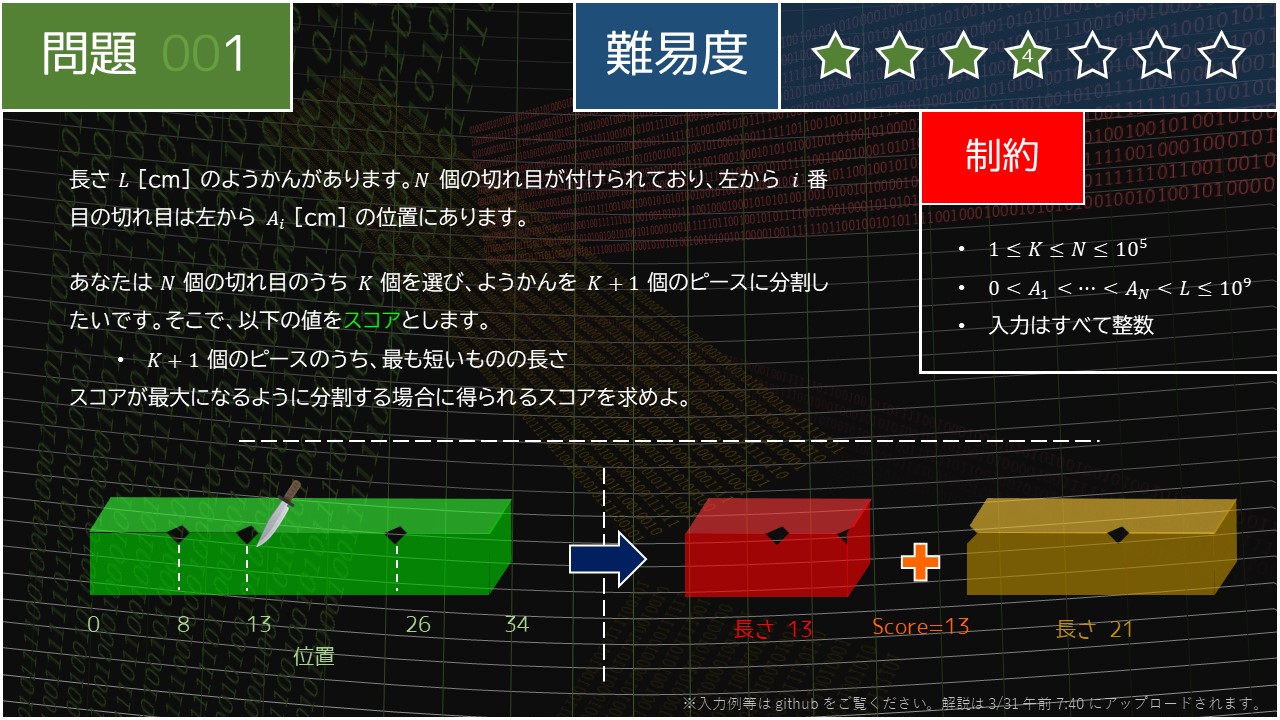 問題 001
難易度
4
制約
長さ L [cm] のようかんがあります。N 個の切れ目が付けられており、左から i 番
目の切れ目は左から A_i [cm] の位置にあります。
あなたは N 個の切れ目のうち K 個を選び、ようかんを K + 1 個のピースに分割し
たいです。そこで、以下の値をスコアとします。
• K + 1 個のピースのうち、最も短いものの長さ
スコアが最大になるように分割する場合に得られるスコアを求めよ。
• 1 ≤ K ≤ N ≤ 10^5
• 0 < A_1 < ⋯ < A_N < L ≤ 10^9
• 入力はすべて整数
0 8 13 26 34
位置
長さ 13
Score=13
長さ 21
※入力例等は github をご覧ください。解説は 3/31 午前 7:40 にアップロードされます。